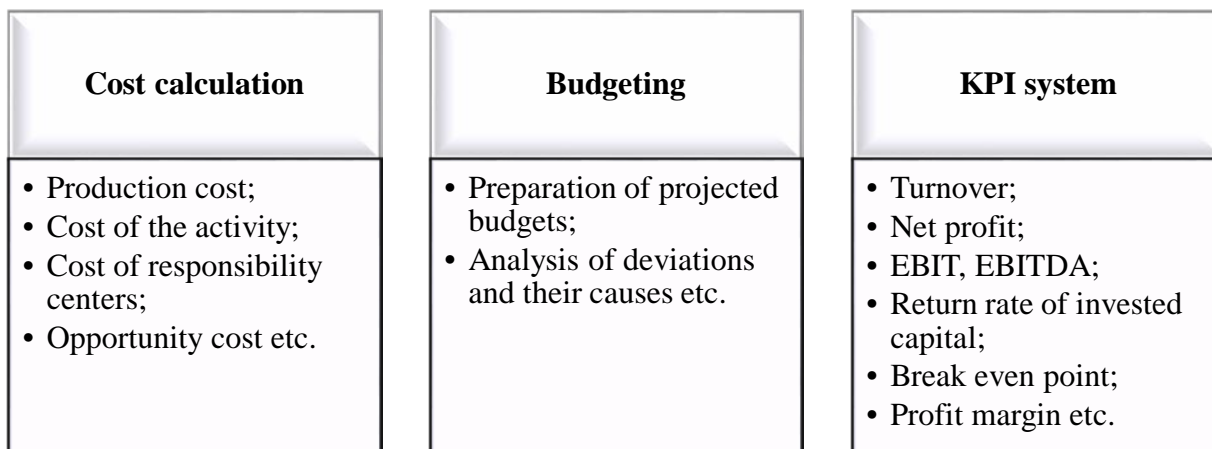 Cost calculation
• Production cost;
• Cost of the activity;
• Cost of responsibility
centers;
• Opportunity cost etc.
Budgeting
• Preparation of projected
budgets;
• Analysis of deviations
and their causes etc.
KPI system
• Turnover;
• Net profit;
• EBIT, EBITDA;
• Return rate of invested
capital;
• Break even point;
• Profit margin etc.